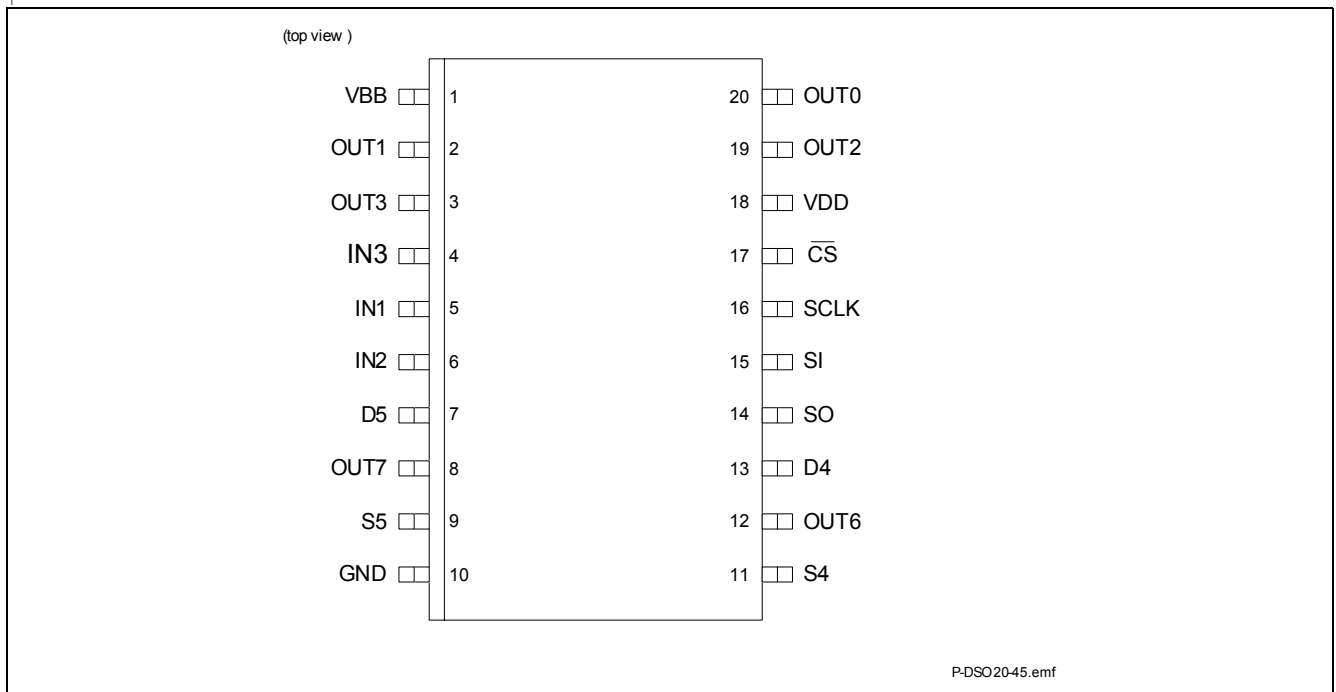 (top view )
VBB 1 20 OUT0
OUT1 2 19 OUT2
OUT3 3 18 VDD
IN3 4 17 C̅S̅
IN1 5 16 SCLK
IN2 6 15 SI
D5 7 14 SO
OUT7 8 13 D4
S5 9 12 OUT6
GND 10 11 S4
P-DSO20-45.emf